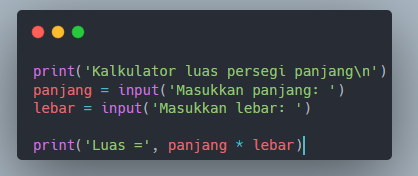 print('Kalkulator luas persegi panjang\n')
panjang = input('Masukkan panjang: ')
lebar = input('Masukkan lebar: ')
print('Luas =', panjang * lebar)